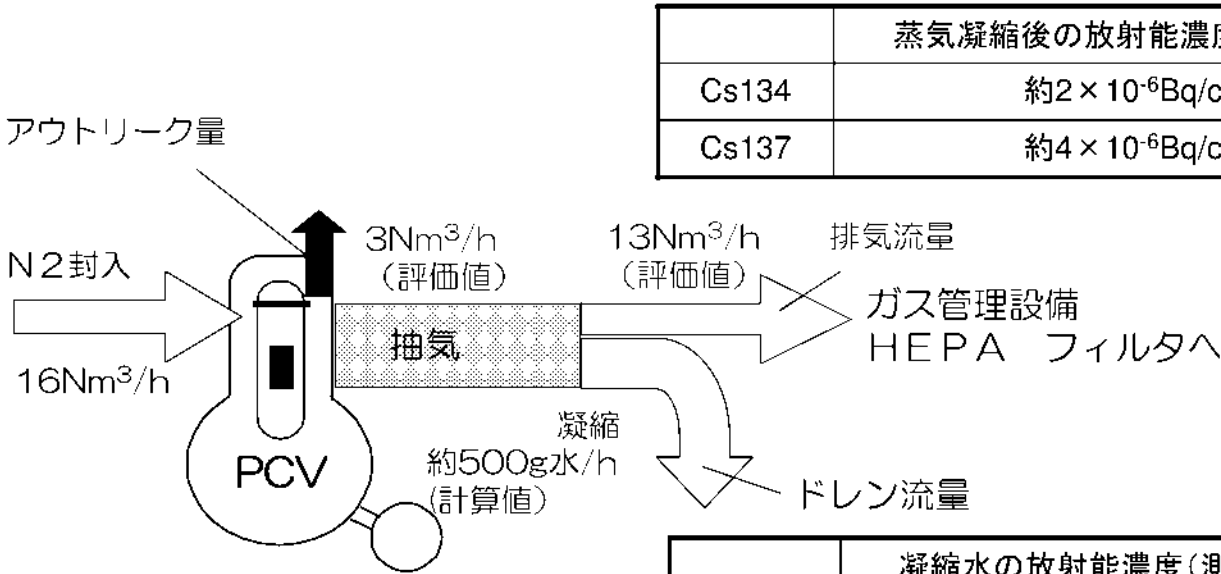 蒸気凝縮後の放射能濃度
Cs134 約2×10⁻⁶Bq/c
Cs137 約4×10⁻⁶Bq/c
アウトリーク量
3Nm³/h
(評価値)
13Nm³/h
(評価値)
排気流量
N2封入
ガス管理設備
HEPA フィルタへ
抽気
16Nm³/h
凝縮
約500g水/h
(計算値)
PCV
ドレン流量
凝縮水の放射能濃度(測